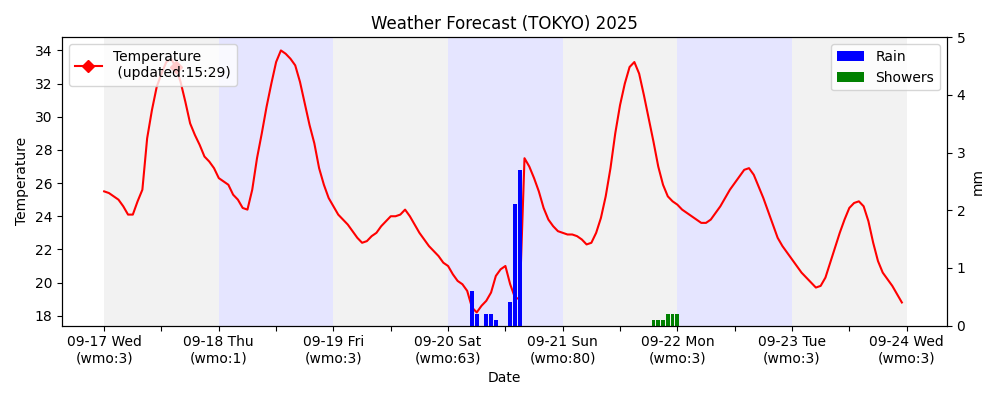 Weather Forecast (TOKYO) 2025
Temperature
(updated:15:29)
Rain
Showers
34
32
30
28
26
24
22
20
18
Temperature
5
4
3
2
1
0
mm
09-17 Wed
(wmo:3)
09-18 Thu
(wmo:1)
09-19 Fri
(wmo:3)
09-20 Sat
(wmo:63)
09-21 Sun
(wmo:80)
09-22 Mon
(wmo:3)
09-23 Tue
(wmo:3)
09-24 Wed
(wmo:3)
Date